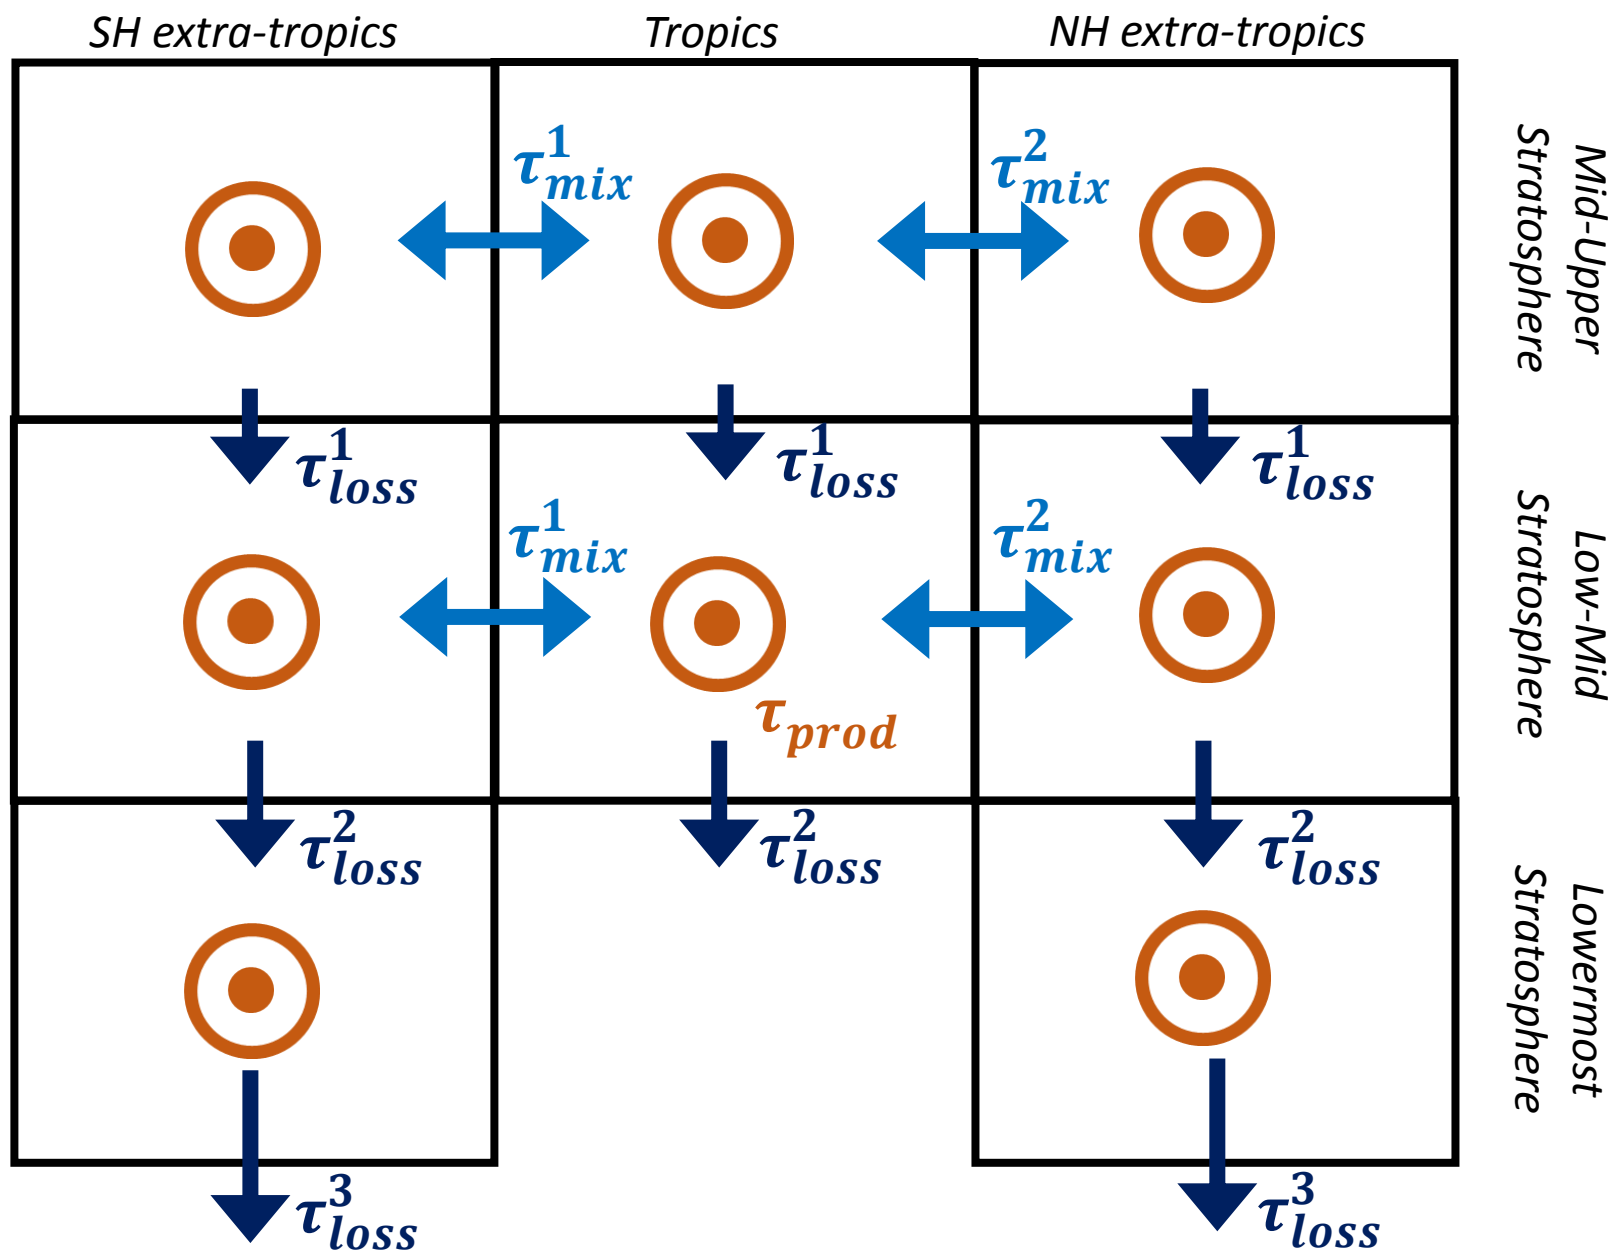 SH extra-tropics
Tropics
NH extra-tropics
τ¹mix
τ²mix
Mid-Upper
Stratosphere
τ¹loss
τ¹loss
τ¹loss
τ¹mix
τ²mix
Low-Mid
Stratosphere
τprod
τ²loss
τ²loss
τ²loss
Lowermost
Stratosphere
τ³loss
τ³loss